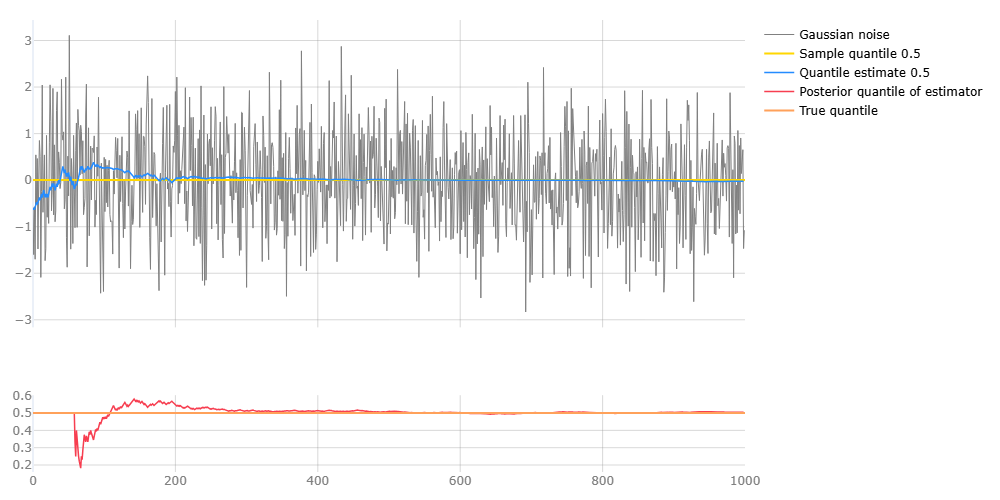 3
2
1
0
−1
−2
−3
Gaussian noise
Sample quantile 0.5
Quantile estimate 0.5
Posterior quantile of estimator
True quantile
0.6
0.5
0.4
0.3
0.2
0 200 400 600 800 1000